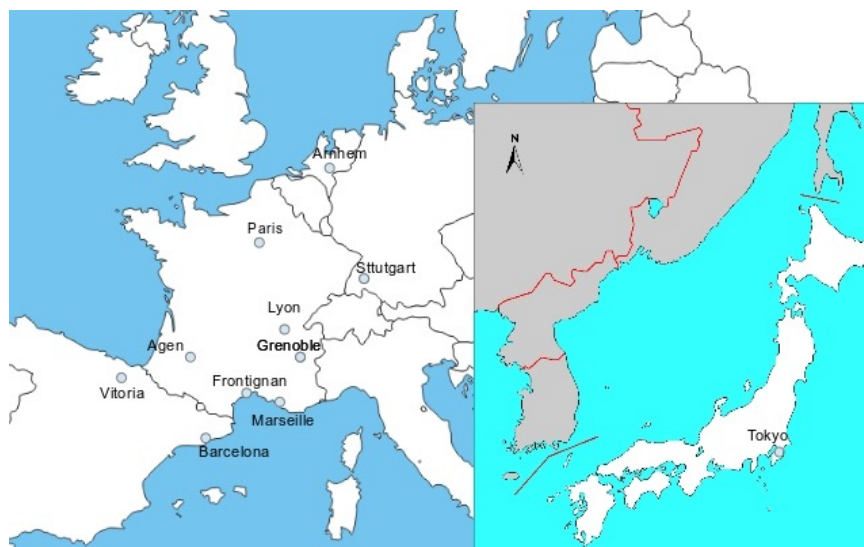 Arnhem
N
Paris
Sttutgart
Lyon
Agen
Grenoble
Vitoria
Frontignan
Marseille
Barcelona
Tokyo